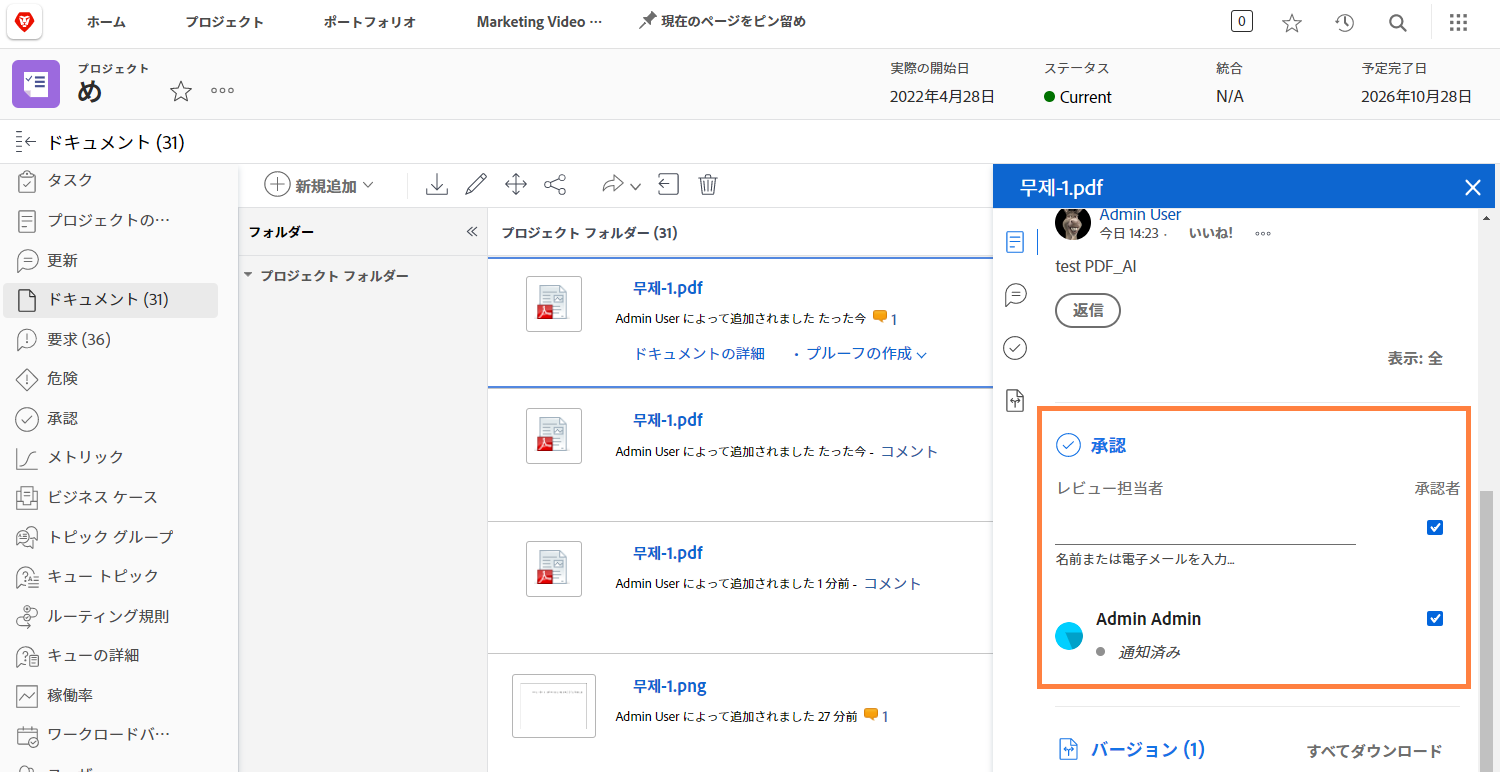 ホーム
プロジェクト
ポートフォリオ
Marketing Video …
現在のページをピン留め
0
プロジェクト
め
実際の開始日
2022年4月28日
ステータス
Current
統合
N/A
予定完了日
2026年10月28日
ドキュメント (31)
タスク
プロジェクトの…
更新
ドキュメント (31)
要求 (36)
危険
承認
メトリック
ビジネス ケース
トピック グループ
キュー トピック
ルーティング規則
キューの詳細
稼働率
ワークロードバ…
新規追加
フォルダー
プロジェクト フォルダー
プロジェクト フォルダー (31)
무제-1.pdf
Admin User によって追加されました たった今 1
ドキュメントの詳細 ・プルーフの作成
무제-1.pdf
Admin User によって追加されました たった今 - コメント
무제-1.pdf
Admin User によって追加されました 1 分前 - コメント
무제-1.png
Admin User によって追加されました 27 分前 1
무제-1.pdf
Admin User
今日 14:23 · いいね!
test PDF_AI
返信
表示: 全
承認
レビュー担当者 承認者
名前または電子メールを入力...
Admin Admin
通知済み
バージョン (1) すべてダウンロード